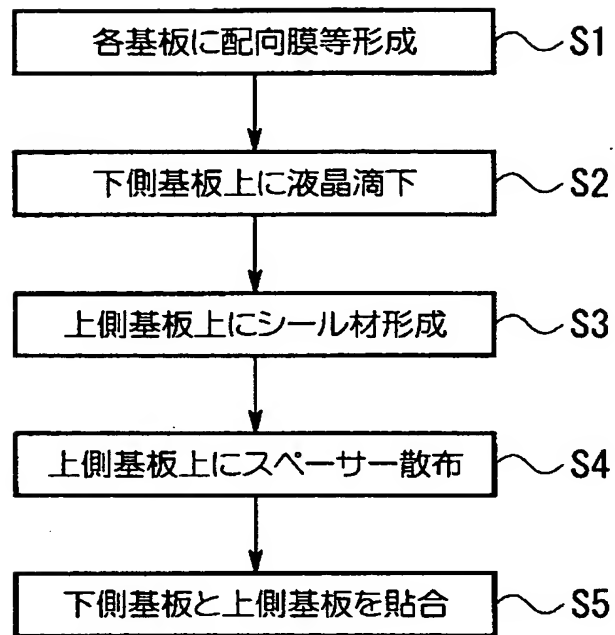 各基板に配向膜等形成 S1
下側基板上に液晶滴下 S2
上側基板上にシール材形成 S3
上側基板上にスペーサー散布 S4
下側基板と上側基板を貼合 S5